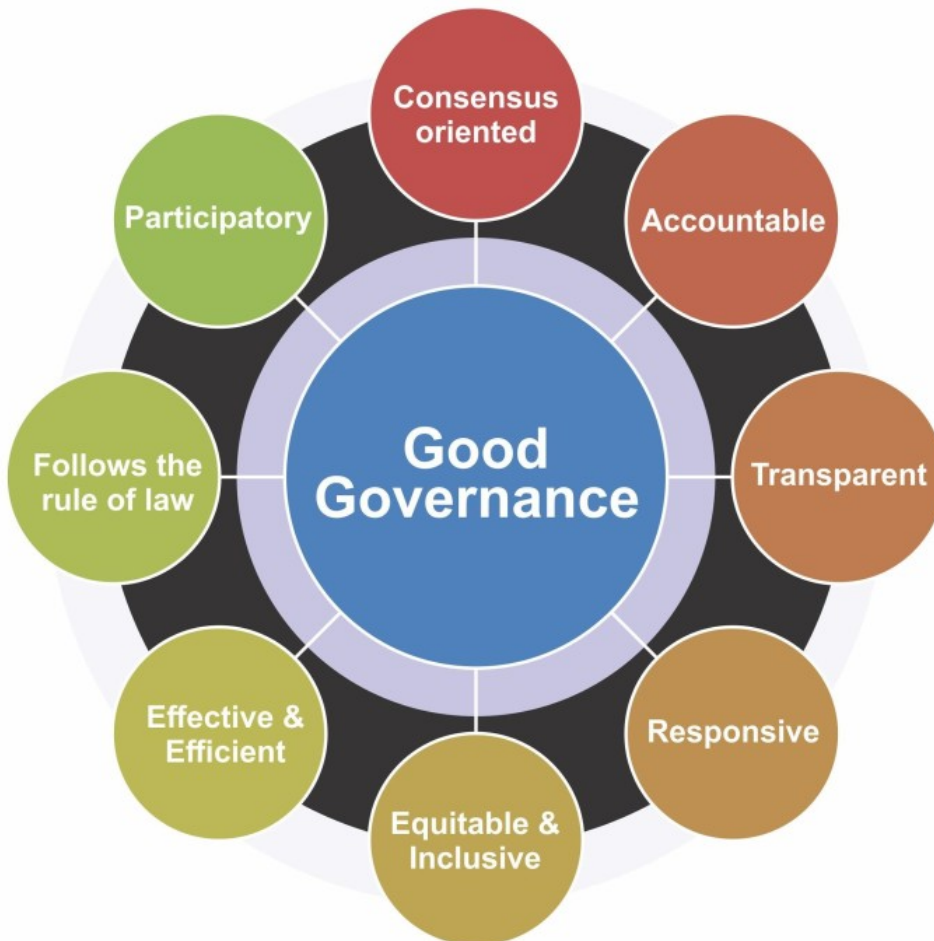 Consensus
oriented
Accountable
Transparent
Responsive
Equitable &
Inclusive
Effective &
Efficient
Follows the
rule of law
Participatory
Good
Governance